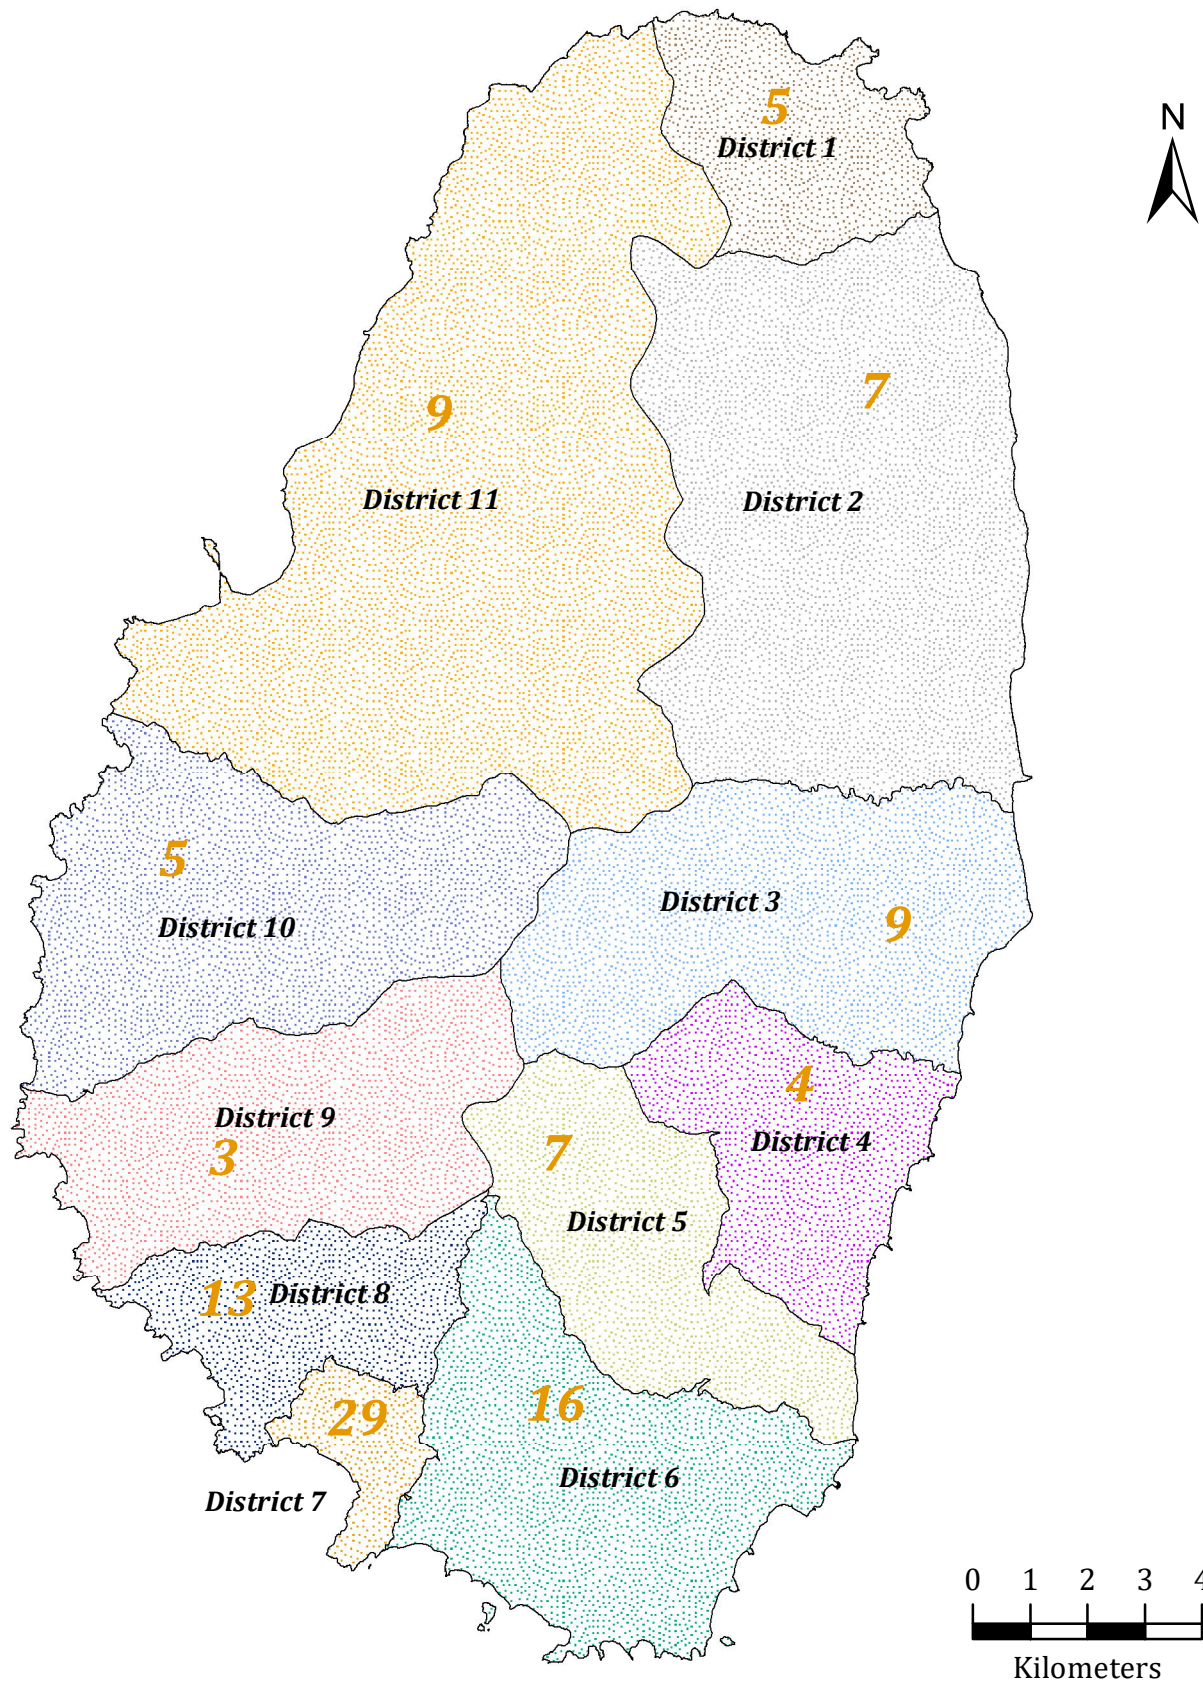 5
District 1
N
7
9
District 11
District 2
5
District 3
9
District 10
4
District 9
District 4
3
7
District 5
13 District 8
29
16
District 6
District 7
0 1 2 3 4
Kilometers